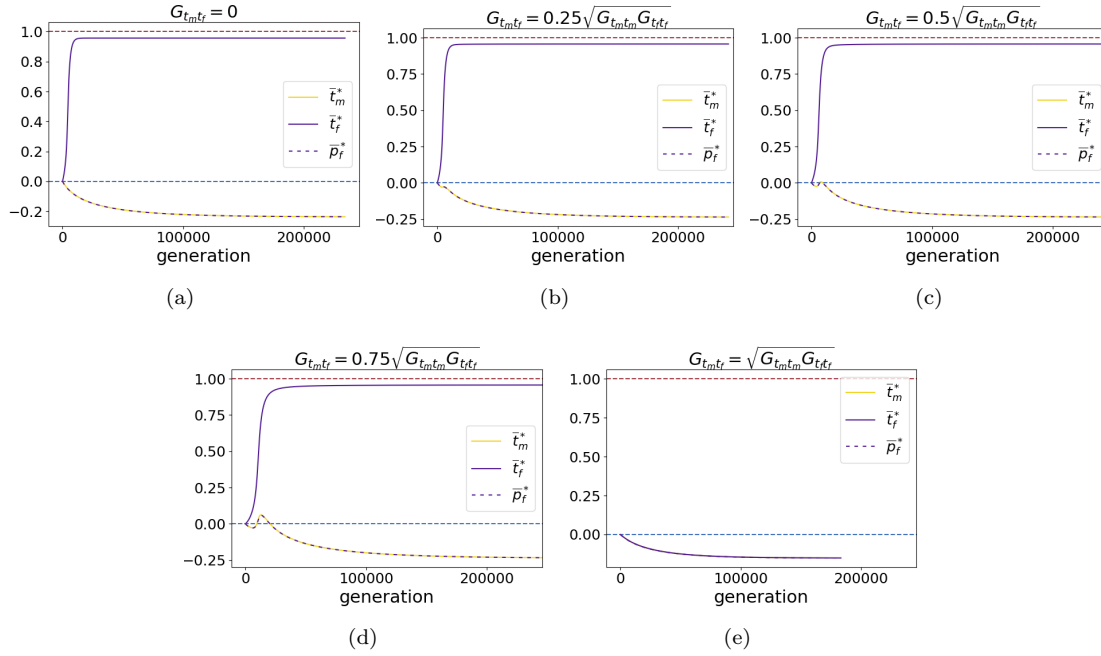 G_{t_m t_f} = 0
1.0
0.8
0.6
0.4
0.2
0.0
−0.2
t̅*_m
t̅*_f
p̅*_f
0 100000 200000
generation
(a)
G_{t_m t_f} = 0.25√(G_{t_m t_m} G_{t_f t_f})
1.00
0.75
0.50
0.25
0.00
−0.25
t̅*_m
t̅*_f
p̅*_f
0 100000 200000
generation
(b)
G_{t_m t_f} = 0.5√(G_{t_m t_m} G_{t_f t_f})
1.00
0.75
0.50
0.25
0.00
−0.25
t̅*_m
t̅*_f
p̅*_f
0 100000 200000
generation
(c)
G_{t_m t_f} = 0.75√(G_{t_m t_m} G_{t_f t_f})
1.00
0.75
0.50
0.25
0.00
−0.25
t̅*_m
t̅*_f
p̅*_f
0 100000 200000
generation
(d)
G_{t_m t_f} = √(G_{t_m t_m} G_{t_f t_f})
1.00
0.75
0.50
0.25
0.00
t̅*_m
t̅*_f
p̅*_f
0 100000 200000
generation
(e)